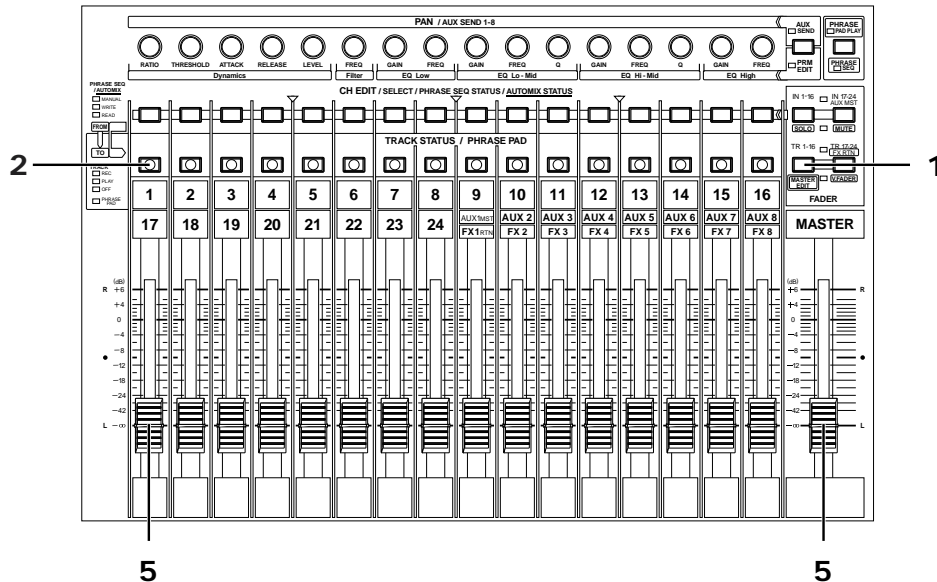 PAN / AUX SEND 1-8
AUX SEND
PHRASE PAD PLAY
RATIO THRESHOLD ATTACK RELEASE LEVEL FREQ GAIN FREQ GAIN FREQ Q GAIN FREQ Q GAIN FREQ
PRM EDIT
PHRASE SEQ
Dynamics Filter EQ Low EQ Lo - Mid EQ Hi - Mid EQ High
PHRASE SEQ / AUTOMIX
CH EDIT / SELECT / PHRASE SEQ STATUS / AUTOMIX STATUS
MANUAL
WRITE
READ
IN 1-16 IN 17-24 AUX MST
SOLO MUTE
FROM
TO
TRACK STATUS / PHRASE PAD
TR 1-16 TR 17-24 FX RTN
2
1
TRACK
REC
PLAY
OFF
PHRASE PAD
MASTER EDIT V.FADER
FADER
1 2 3 4 5 6 7 8 9 10 11 12 13 14 15 16
17 18 19 20 21 22 23 24 AUX1MST AUX 2 AUX 3 AUX 4 AUX 5 AUX 6 AUX 7 AUX 8 MASTER
FX1RTN FX 2 FX 3 FX 4 FX 5 FX 6 FX 7 FX 8
(dB) (dB)
R +6 +6 R
+4 +4
0 0
−4 −4
−8 −8
−12 −12
−18 −18
−24 −24
−42 −42
L −∞ −∞ L
5 5